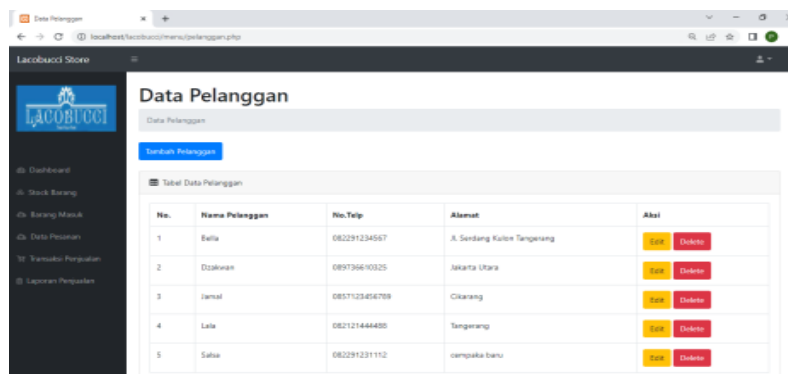 Data Pelanggan
localhost/lacobucci/menu/pelanggan.php
Lacobucci Store
LACOBUCCI
Data Pelanggan
Data Pelanggan
Tambah Pelanggan
Dashboard
Stock Barang
Barang Masuk
Data Pesanan
Transaksi Penjualan
Laporan Penjualan
Tabel Data Pelanggan
No. Nama Pelanggan No.Telp Alamat Aksi
1 Bella 082291234567 Jl. Serdang Kulon Tangerang Edit Delete
2 Dzakwan 089736610325 Jakarta Utara Edit Delete
3 Jamal 0857123456789 Cikarang Edit Delete
4 Lala 082121444488 Tangerang Edit Delete
5 Salsa 082291231112 cempaka baru Edit Delete